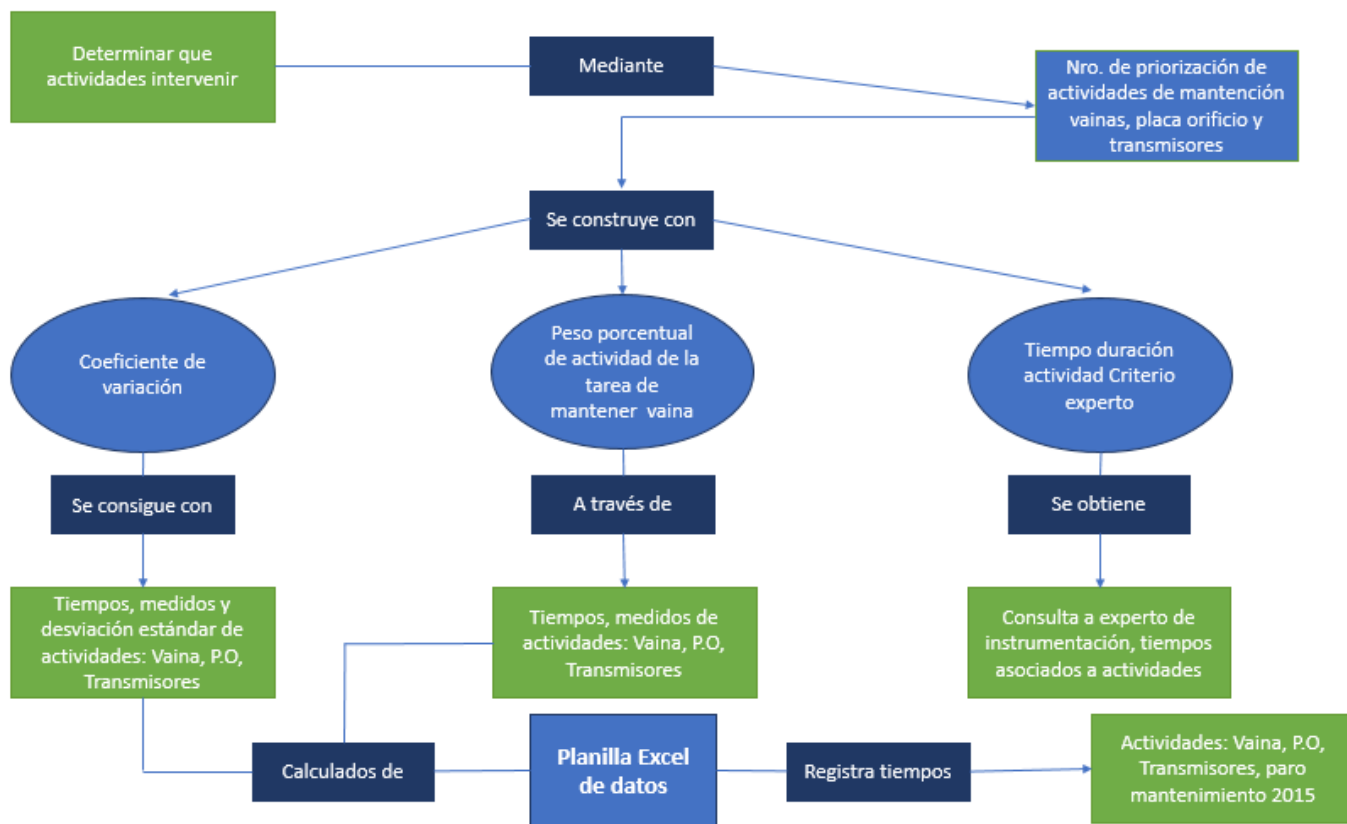 Determinar que
actividades intervenir
Mediante
Nro. de priorización de
actividades de mantención
vainas, placa orificio y
transmisores
Se construye con
Coeficiente de
variación
Peso porcentual
de actividad de la
tarea de
mantener vaina
Tiempo duración
actividad Criterio
experto
Se consigue con
A través de
Se obtiene
Tiempos, medidos y
desviación estándar de
actividades: Vaina, P.O,
Transmisores
Tiempos, medidos de
actividades: Vaina, P.O,
Transmisores
Consulta a experto de
instrumentación, tiempos
asociados a actividades
Calculados de
Planilla Excel
de datos
Registra tiempos
Actividades: Vaina, P.O,
Transmisores, paro
mantenimiento 2015